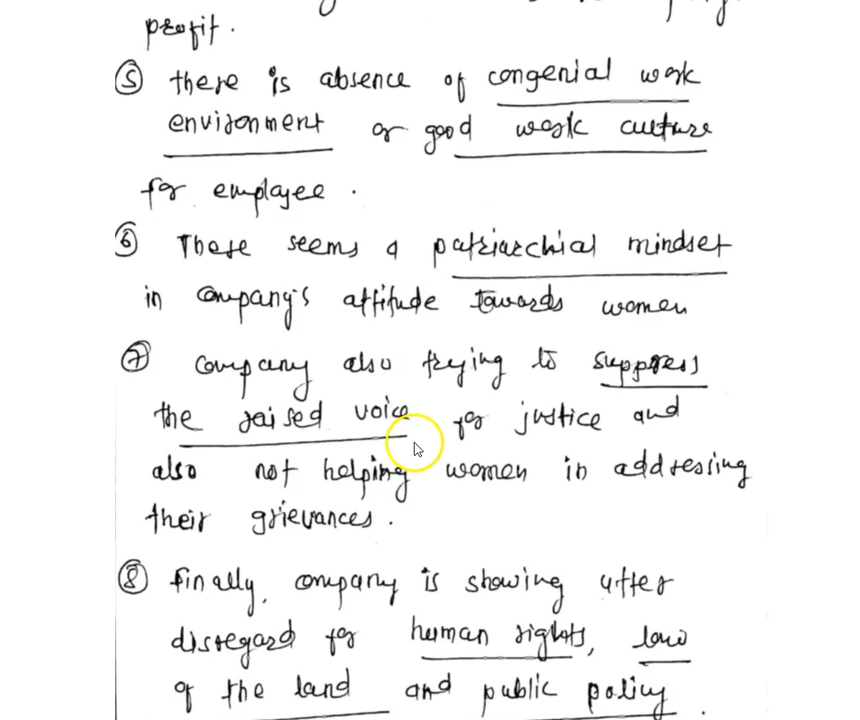 profit.
⑤ there is absence of congenial work
environment or good work culture
for employee.
⑥ There seems a patriarchial mindset
in company's attitude towards women
⑦ Company also trying to suppress
the raised voice for justice and
also not helping women in addressing
their grievances.
⑧ Finally, company is showing utter
disregard for human rights, law
of the land and public policy.